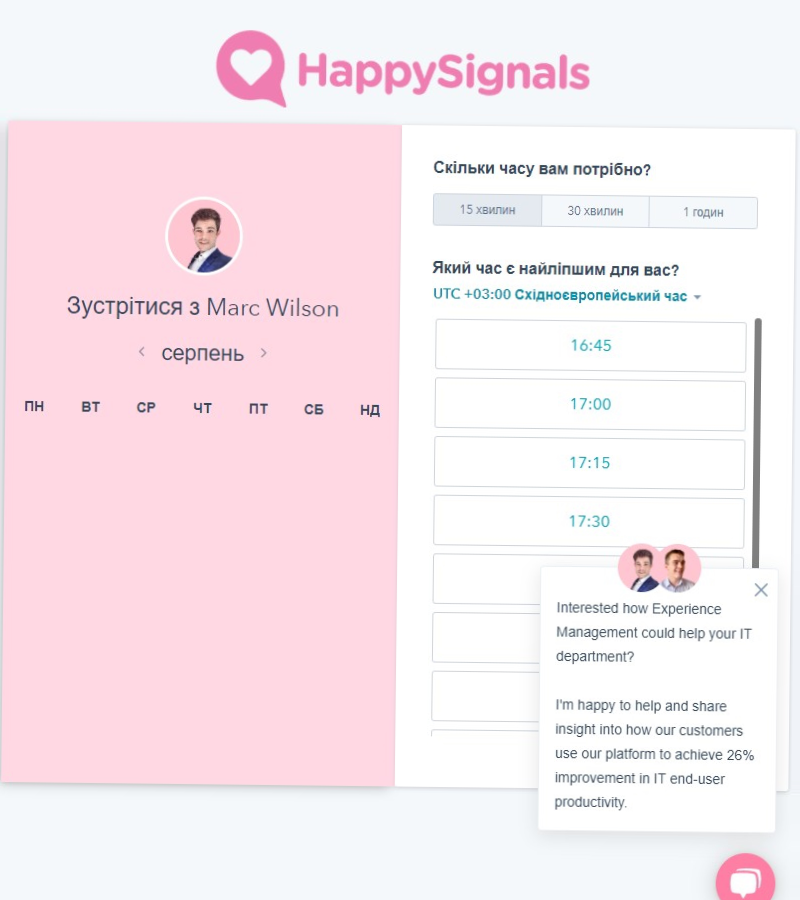 HappySignals
Зустрітися з Marc Wilson
серпень
ПН ВТ СР ЧТ ПТ СБ НД
Скільки часу вам потрібно?
15 хвилин 30 хвилин 1 годин
Який час є найліпшим для вас?
UTC +03:00 Східноєвропейський час
16:45
17:00
17:15
17:30
Interested how Experience
Management could help your IT
department?
I'm happy to help and share
insight into how our customers
use our platform to achieve 26%
improvement in IT end-user
productivity.